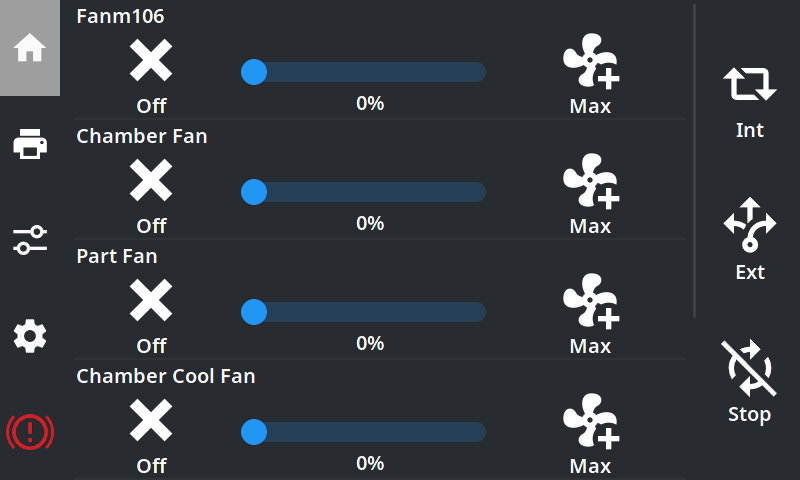 Fanm106
Off
0%
Max
Chamber Fan
Off
0%
Max
Part Fan
Off
0%
Max
Chamber Cool Fan
Off
0%
Max
Int
Ext
Stop